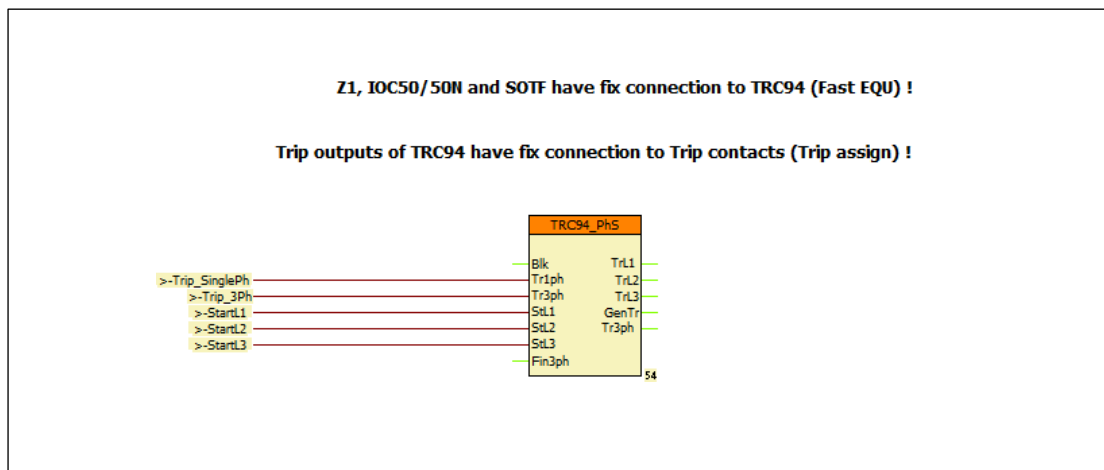 Z1, IOC50/50N and SOTF have fix connection to TRC94 (Fast EQU) !
Trip outputs of TRC94 have fix connection to Trip contacts (Trip assign) !
TRC94_PhS
Blk TrL1
>-Trip_SinglePh Tr1ph TrL2
>-Trip_3Ph Tr3ph TrL3
>-StartL1 StL1 GenTr
>-StartL2 StL2 Tr3ph
>-StartL3 StL3
Fin3ph
54